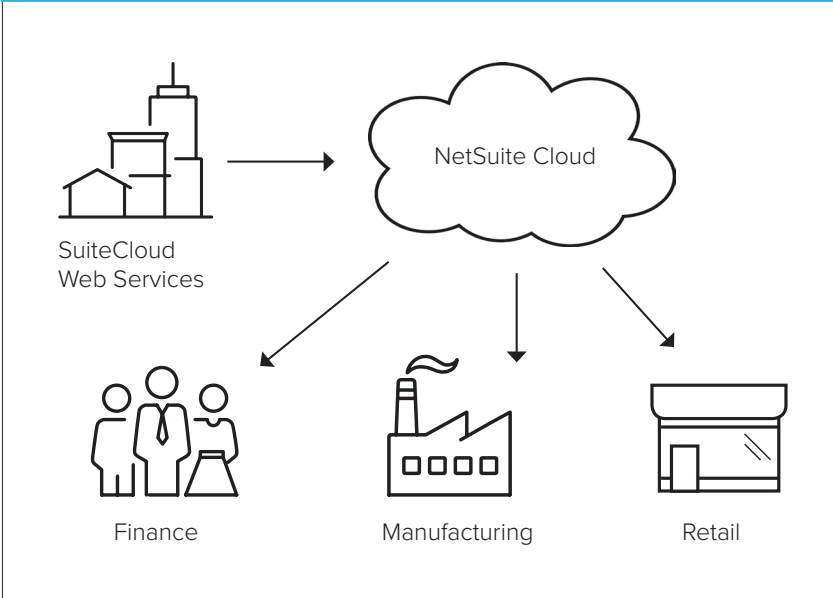 NetSuite Cloud
SuiteCloud
Web Services
Finance
Manufacturing
Retail